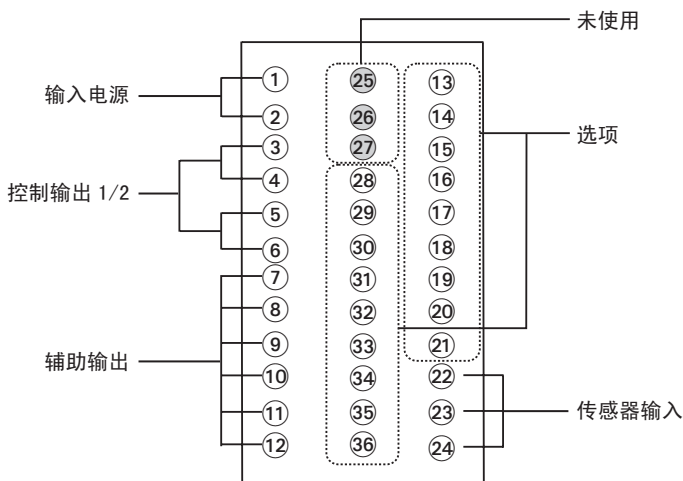 未使用
① 25 13
输入电源
② 26 14
选项
③ 27 15
④ 28 16
控制输出 1/2
⑤ 29 17
⑥ 30 18
⑦ 31 19
⑧ 32 20
⑨ 33 21
辅助输出
⑩ 34 22
⑪ 35 23
传感器输入
⑫ 36 24